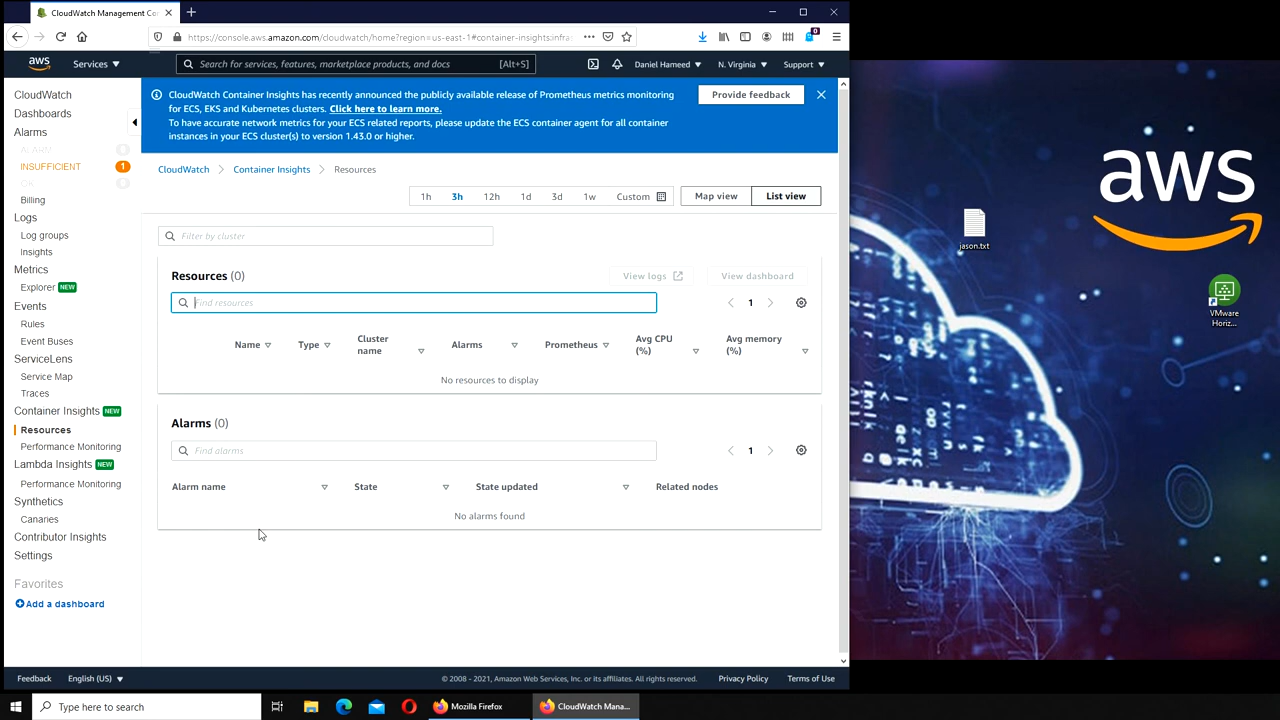 CloudWatch Management Co
https://console.aws.amazon.com/cloudwatch/home?region=us-east-1#container-insights:infra
0
aws
Services
Search for services, features, marketplace products, and docs
[Alt+S]
Daniel Hameed
N. Virginia
Support
CloudWatch
Dashboards
Alarms
ALARM
0
INSUFFICIENT
1
OK
0
Billing
Logs
Log groups
Insights
Metrics
Explorer NEW
Events
Rules
Event Buses
ServiceLens
Service Map
Traces
Container Insights NEW
Resources
Performance Monitoring
Lambda Insights NEW
Performance Monitoring
Synthetics
Canaries
Contributor Insights
Settings
Favorites
Add a dashboard
CloudWatch Container Insights has recently announced the publicly available release of Prometheus metrics monitoring
for ECS, EKS and Kubernetes clusters. Click here to learn more.
To have accurate network metrics for your ECS related reports, please update the ECS container agent for all container
instances in your ECS cluster(s) to version 1.43.0 or higher.
Provide feedback
CloudWatch
Container Insights
Resources
1h
3h
12h
1d
3d
1w
Custom
Map view
List view
Filter by cluster
Resources (0)
View logs
View dashboard
Find resources
1
Name
Type
Cluster
name
Alarms
Prometheus
Avg CPU
(%)
Avg memory
(%)
No resources to display
Alarms (0)
Find alarms
1
Alarm name
State
State updated
Related nodes
No alarms found
Feedback
English (US)
© 2008 - 2021, Amazon Web Services, Inc. or its affiliates. All rights reserved.
Privacy Policy
Terms of Use
aws
jason.txt
VMware
Horiz...
Type here to search
Mozilla Firefox
CloudWatch Mana...